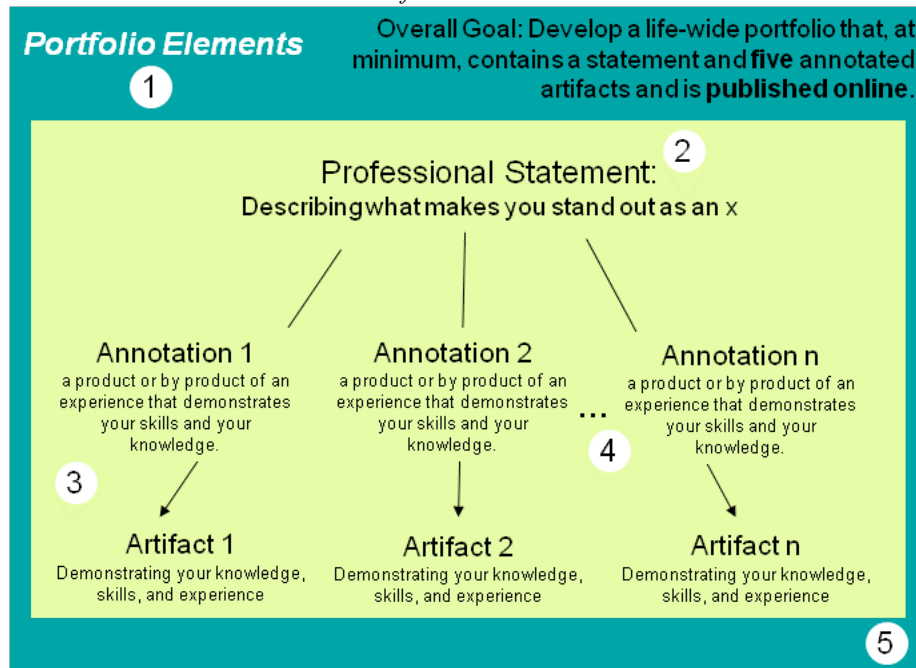 Portfolio Elements
1
Overall Goal: Develop a life-wide portfolio that, at
minimum, contains a statement and five annotated
artifacts and is published online.
2
Professional Statement:
Describing what makes you stand out as an x
Annotation 1
a product or by product of an
experience that demonstrates
your skills and your
knowledge.
Annotation 2
a product or by product of an
experience that demonstrates
your skills and your
knowledge.
...
4
Annotation n
a product or by product of an
experience that demonstrates
your skills and your
knowledge.
3
Artifact 1
Demonstrating your knowledge,
skills, and experience
Artifact 2
Demonstrating your knowledge,
skills, and experience
Artifact n
Demonstrating your knowledge,
skills, and experience
5